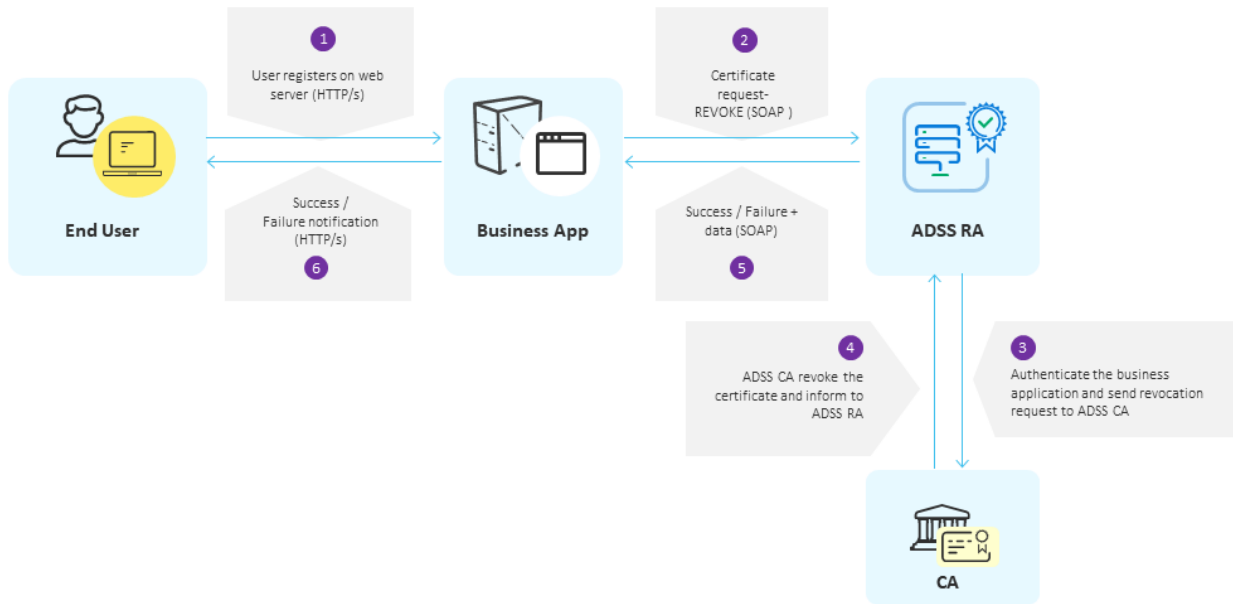 1
User registers on web
server (HTTP/s)
2
Certificate
request-
REVOKE (SOAP )
End User
Business App
ADSS RA
Success /
Failure notification
(HTTP/s)
6
Success / Failure +
data (SOAP)
5
4
ADSS CA revoke the
certificate and inform to
ADSS RA
3
Authenticate the business
application and send revocation
request to ADSS CA
CA